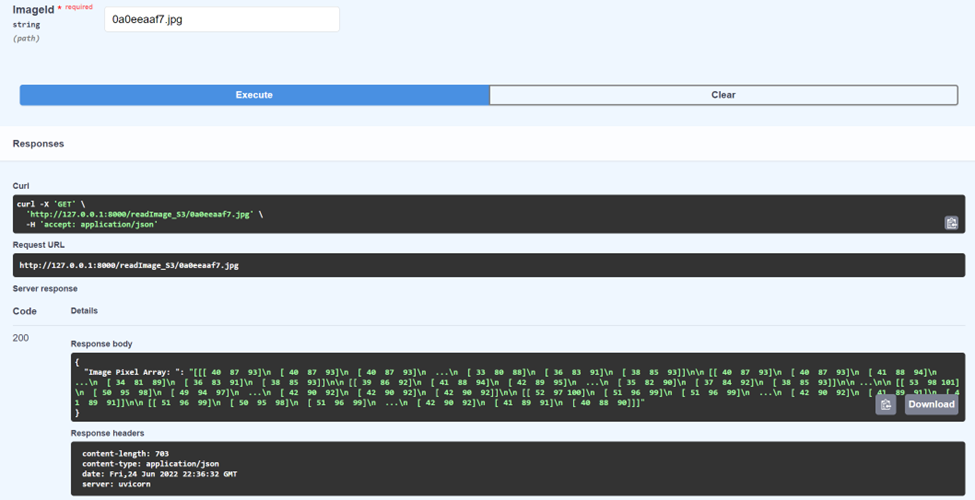 ImageId * required
string
(path)
0a0eeaaf7.jpg
Execute
Clear
Responses
Curl
curl -X 'GET' \
'http://127.0.0.1:8000/readImage_S3/0a0eeaaf7.jpg' \
-H 'accept: application/json'
Request URL
http://127.0.0.1:8000/readImage_S3/0a0eeaaf7.jpg
Server response
Code Details
200
Response body
{
"Image Pixel Array: ": "[[[ 40 87 93]\n [ 40 87 93]\n [ 40 87 93]\n ...\n [ 33 80 88]\n [ 36 83 91]\n [ 38 85 93]]\n\n [[ 40 87 93]\n [ 40 87 93]\n [ 41 88 94]\n
...\n [ 34 81 89]\n [ 36 83 91]\n [ 38 85 93]]\n\n [[ 39 86 92]\n [ 41 88 94]\n [ 42 89 95]\n ...\n [ 35 82 90]\n [ 37 84 92]\n [ 38 85 93]]\n\n ...\n\n [[ 53 98 101]
\n [ 50 95 98]\n [ 49 94 97]\n ...\n [ 42 90 92]\n [ 42 90 92]\n [ 42 90 92]]\n\n [[ 52 97 100]\n [ 51 96 99]\n [ 51 96 99]\n ...\n [ 42 90 92]\n [ 41 89 91]\n [ 4
1 89 91]]\n\n [[ 51 96 99]\n [ 50 95 98]\n [ 51 96 99]\n ...\n [ 42 90 92]\n [ 41 89 91]\n [ 40 88 90]]]"
}
Download
Response headers
content-length: 703
content-type: application/json
date: Fri,24 Jun 2022 22:36:32 GMT
server: uvicorn